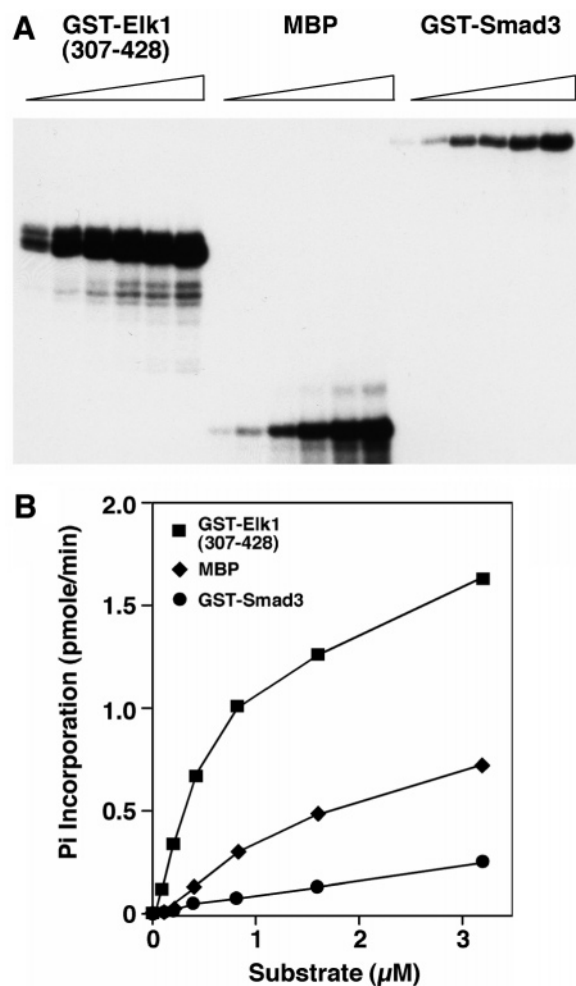 A
GST-Elk1
(307-428)
MBP
GST-Smad3
B
Pi Incorporation (pmole/min)
2.0
1.5
1.0
0.5
0
GST-Elk1
(307-428)
MBP
GST-Smad3
0 1 2 3
Substrate (µM)